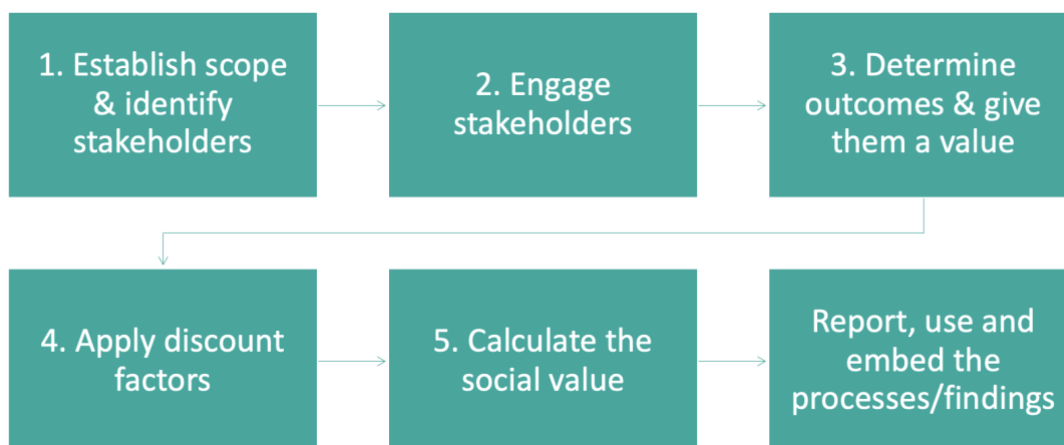 1. Establish scope
& identify
stakeholders
2. Engage
stakeholders
3. Determine
outcomes & give
them a value
4. Apply discount
factors
5. Calculate the
social value
Report, use and
embed the
processes/findings